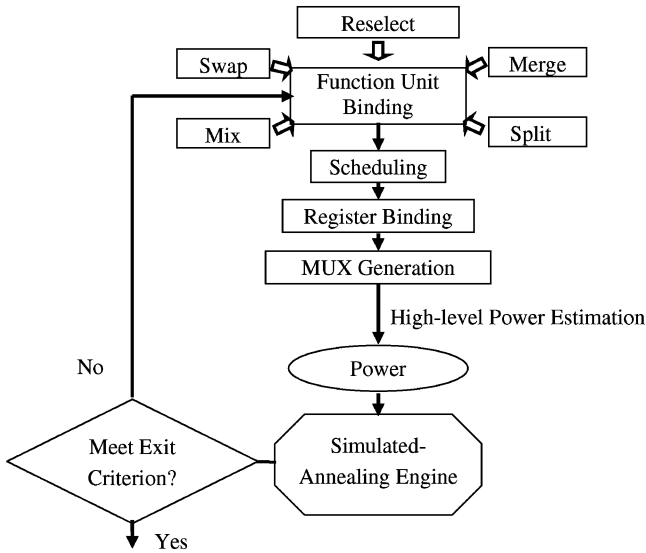 Reselect
Swap
Merge
Function Unit
Binding
Mix
Split
Scheduling
Register Binding
MUX Generation
High-level Power Estimation
No
Power
Meet Exit
Criterion?
Simulated-
Annealing Engine
Yes